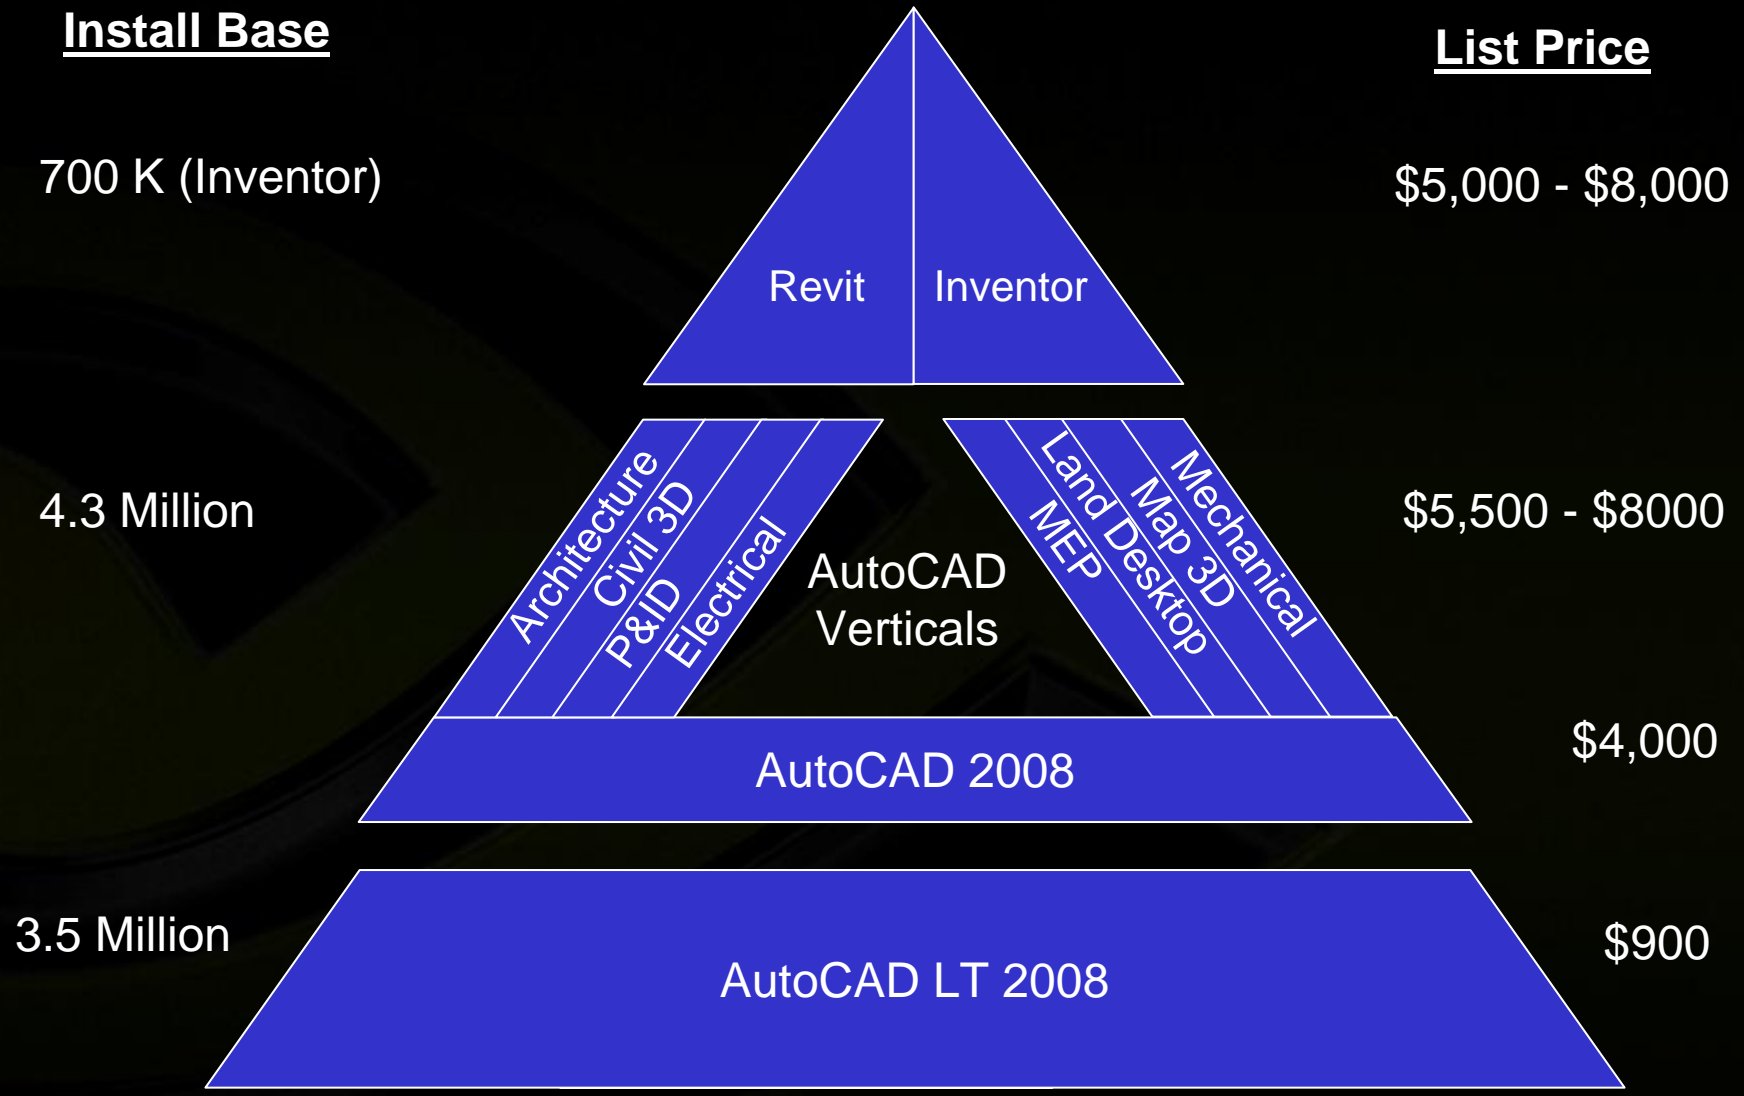 Install Base
List Price
700 K (Inventor)
$5,000 - $8,000
Revit
Inventor
4.3 Million
$5,500 - $8000
Architecture
Civil 3D
P&ID
Electrical
AutoCAD
Verticals
MEP
Land Desktop
Map 3D
Mechanical
$4,000
AutoCAD 2008
3.5 Million
$900
AutoCAD LT 2008